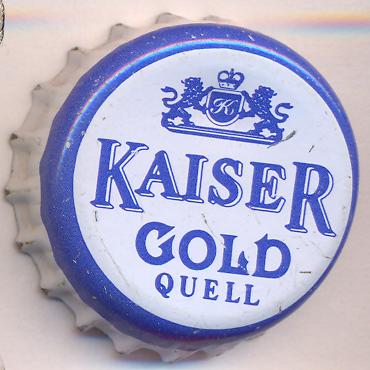 K
KAISER
GOLD
QUELL